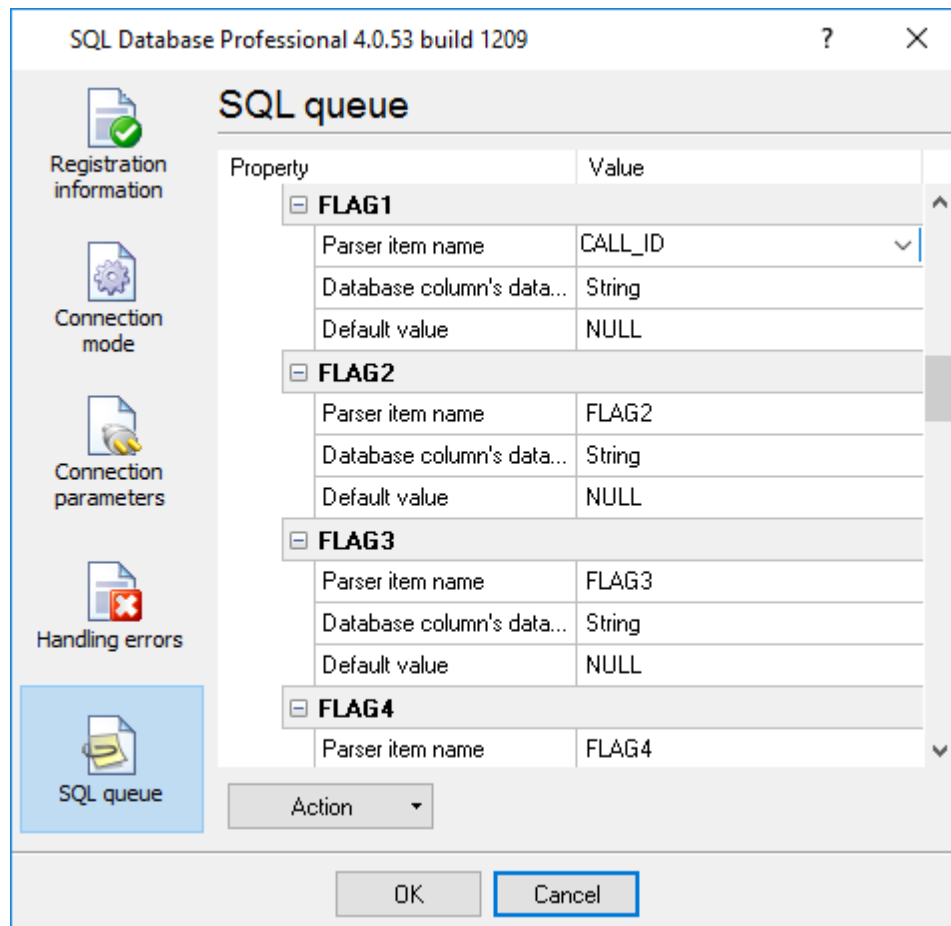 SQL Database Professional 4.0.53 build 1209 ?
SQL queue
Registration
information
Connection
mode
Connection
parameters
Handling errors
SQL queue
Property Value
FLAG1
Parser item name CALL_ID
Database column's data... String
Default value NULL
FLAG2
Parser item name FLAG2
Database column's data... String
Default value NULL
FLAG3
Parser item name FLAG3
Database column's data... String
Default value NULL
FLAG4
Parser item name FLAG4
Action
OK Cancel